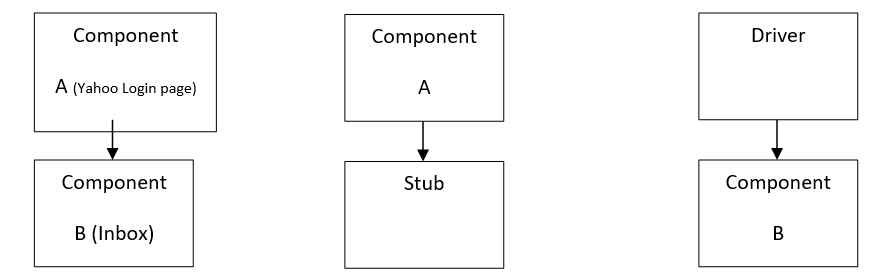 Component
A (Yahoo Login page)
Component
B (Inbox)
Component
A
Stub
Driver
Component
B